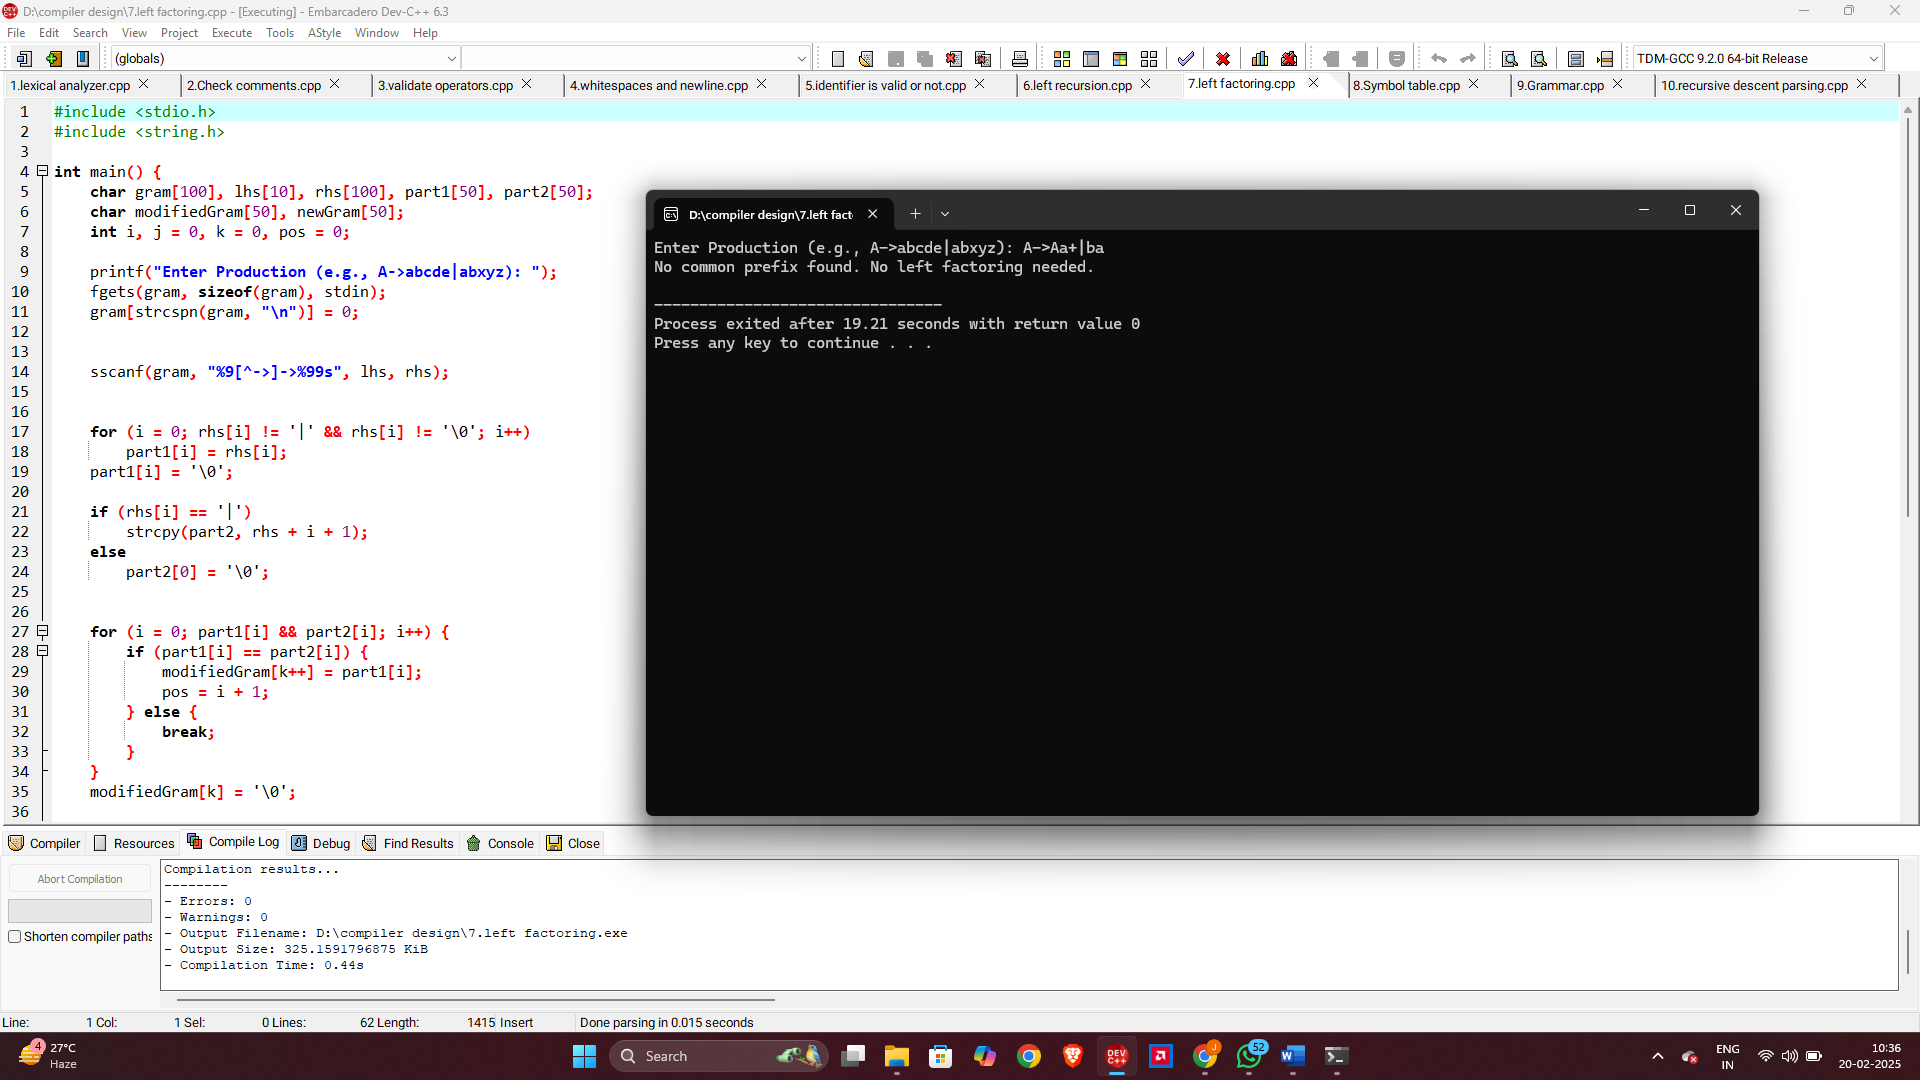 D:\compiler design\7.left factoring.cpp - [Executing] - Embarcadero Dev-C++ 6.3
File Edit Search View Project Execute Tools AStyle Window Help
(globals)
TDM-GCC 9.2.0 64-bit Release
1.lexical analyzer.cpp 2.Check comments.cpp 3.validate operators.cpp 4.whitespaces and newline.cpp 5.identifier is valid or not.cpp 6.left recursion.cpp 7.left factoring.cpp 8.Symbol table.cpp 9.Grammar.cpp 10.recursive descent parsing.cpp
1 #include <stdio.h>
2 #include <string.h>
3
4 int main() {
5 char gram[100], lhs[10], rhs[100], part1[50], part2[50];
6 char modifiedGram[50], newGram[50];
7 int i, j = 0, k = 0, pos = 0;
8
9 printf("Enter Production (e.g., A->abcde|abxyz): ");
10 fgets(gram, sizeof(gram), stdin);
11 gram[strcspn(gram, "\n")] = 0;
12
13
14 sscanf(gram, "%9[^->]->%99s", lhs, rhs);
15
16
17 for (i = 0; rhs[i] != '|' && rhs[i] != '\0'; i++)
18 part1[i] = rhs[i];
19 part1[i] = '\0';
20
21 if (rhs[i] == '|')
22 strcpy(part2, rhs + i + 1);
23 else
24 part2[0] = '\0';
25
26
27 for (i = 0; part1[i] && part2[i]; i++) {
28 if (part1[i] == part2[i]) {
29 modifiedGram[k++] = part1[i];
30 pos = i + 1;
31 } else {
32 break;
33 }
34 }
35 modifiedGram[k] = '\0';
36
D:\compiler design\7.left fact
Enter Production (e.g., A->abcde|abxyz): A->Aa+|ba
No common prefix found. No left factoring needed.
--------------------------------
Process exited after 19.21 seconds with return value 0
Press any key to continue . . .
Compiler Resources Compile Log Debug Find Results Console Close
Abort Compilation
Shorten compiler paths
Compilation results...
--------
- Errors: 0
- Warnings: 0
- Output Filename: D:\compiler design\7.left factoring.exe
- Output Size: 325.1591796875 KiB
- Compilation Time: 0.44s
Line: 1 Col: 1 Sel: 0 Lines: 62 Length: 1415 Insert Done parsing in 0.015 seconds
4
27°C
Haze
Search
DEV C++
J
52
W
ENG
IN
10:36
20-02-2025